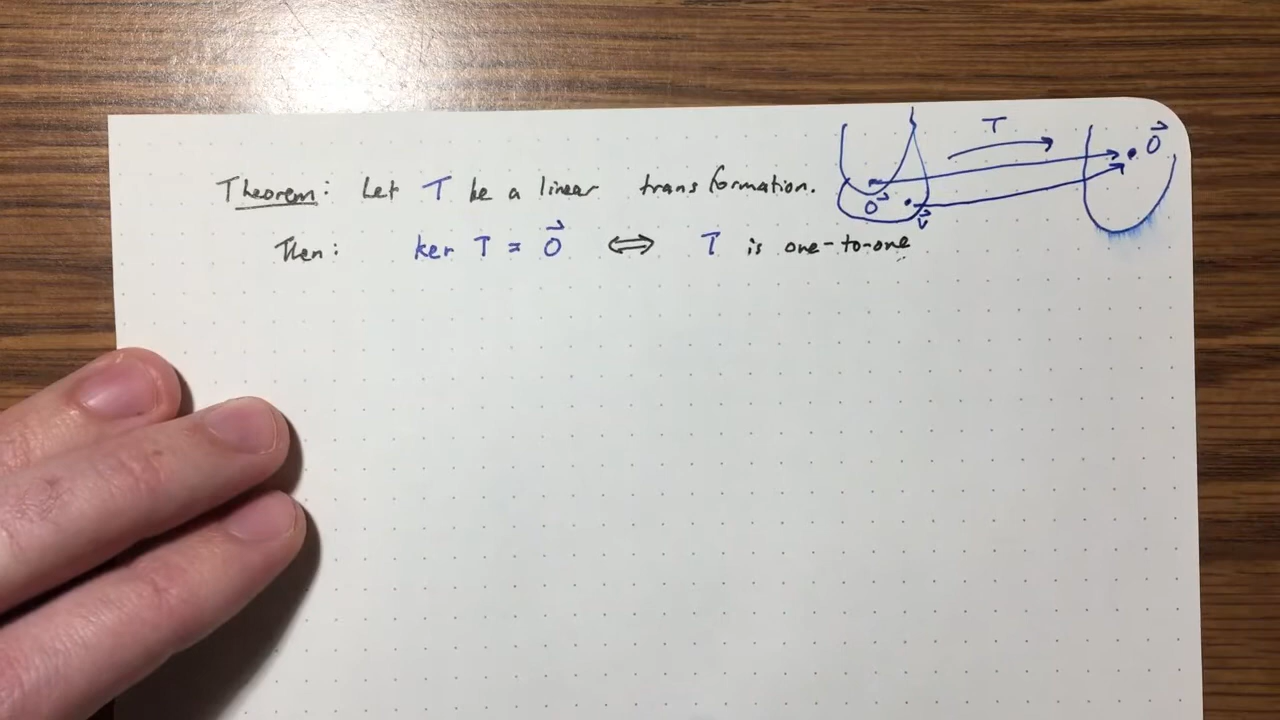 Theorem: Let T be a linear transformation.
Then: ker T = 0⃗ ⟺ T is one-to-one
T
0⃗
0⃗
v⃗